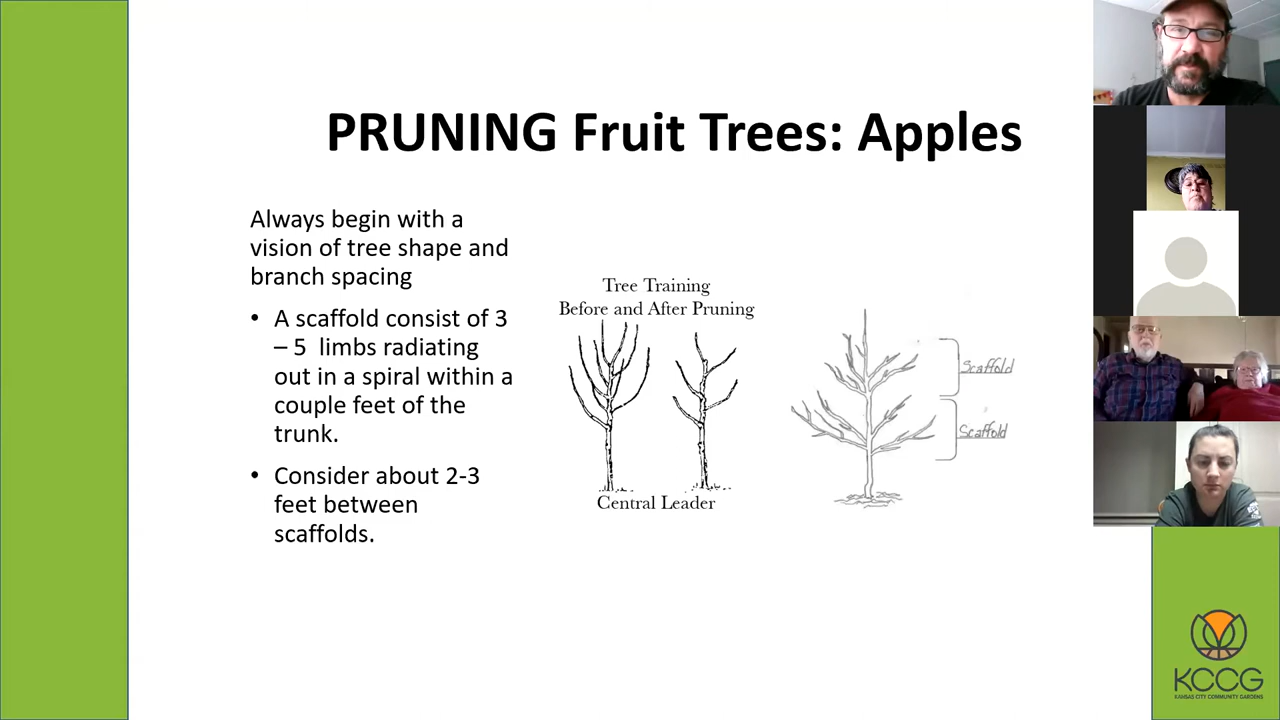 PRUNING Fruit Trees: Apples
Always begin with a
vision of tree shape and
branch spacing
• A scaffold consist of 3
– 5 limbs radiating
out in a spiral within a
couple feet of the
trunk.
• Consider about 2-3
feet between
scaffolds.
Tree Training
Before and After Pruning
Central Leader
Scaffold
Scaffold
KCCG
KANSAS CITY COMMUNITY GARDENS